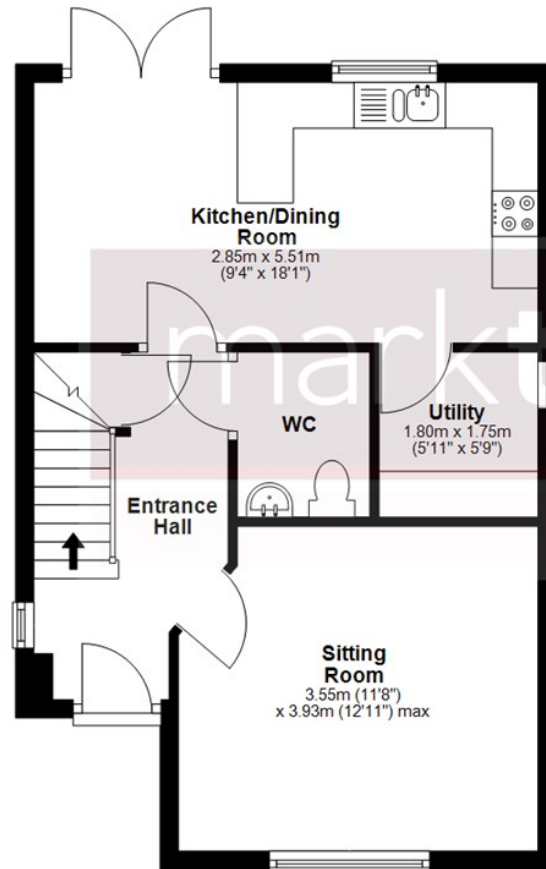 Kitchen/Dining
Room
2.85m x 5.51m
(9'4" x 18'1")
markt
WC
Utility
1.80m x 1.75m
(5'11" x 5'9")
Entrance
Hall
Sitting
Room
3.55m (11'8")
x 3.93m (12'11") max